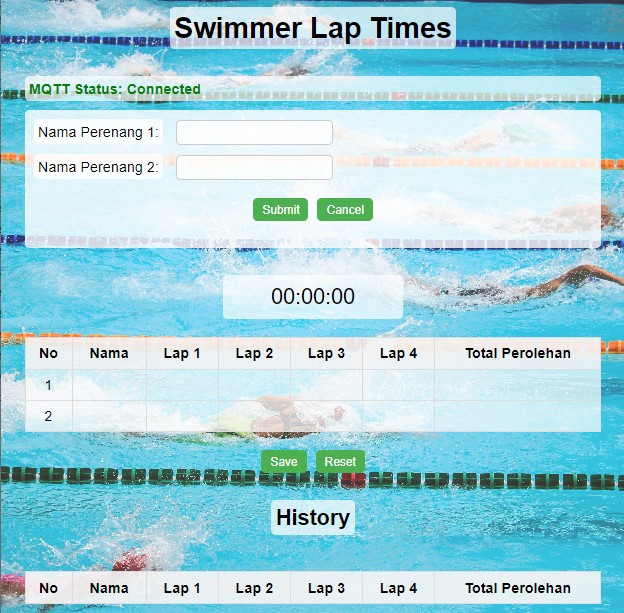 Swimmer Lap Times
MQTT Status: Connected
Nama Perenang 1:
Nama Perenang 2:
Submit Cancel
00:00:00
No Nama Lap 1 Lap 2 Lap 3 Lap 4 Total Perolehan
1
2
Save Reset
History
No Nama Lap 1 Lap 2 Lap 3 Lap 4 Total Perolehan